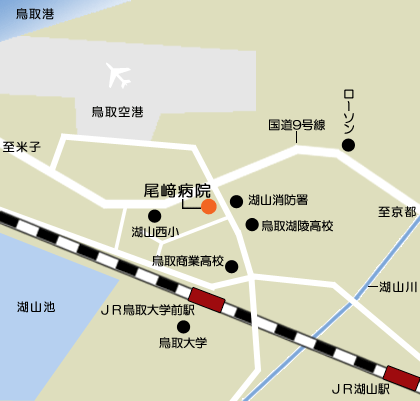 鳥取港
鳥取空港
ローソン
国道9号線
至米子
尾﨑病院
湖山消防署
至京都
湖山西小
鳥取湖陵高校
鳥取商業高校
湖山川
湖山池
JR鳥取大学前駅
鳥取大学
JR湖山駅